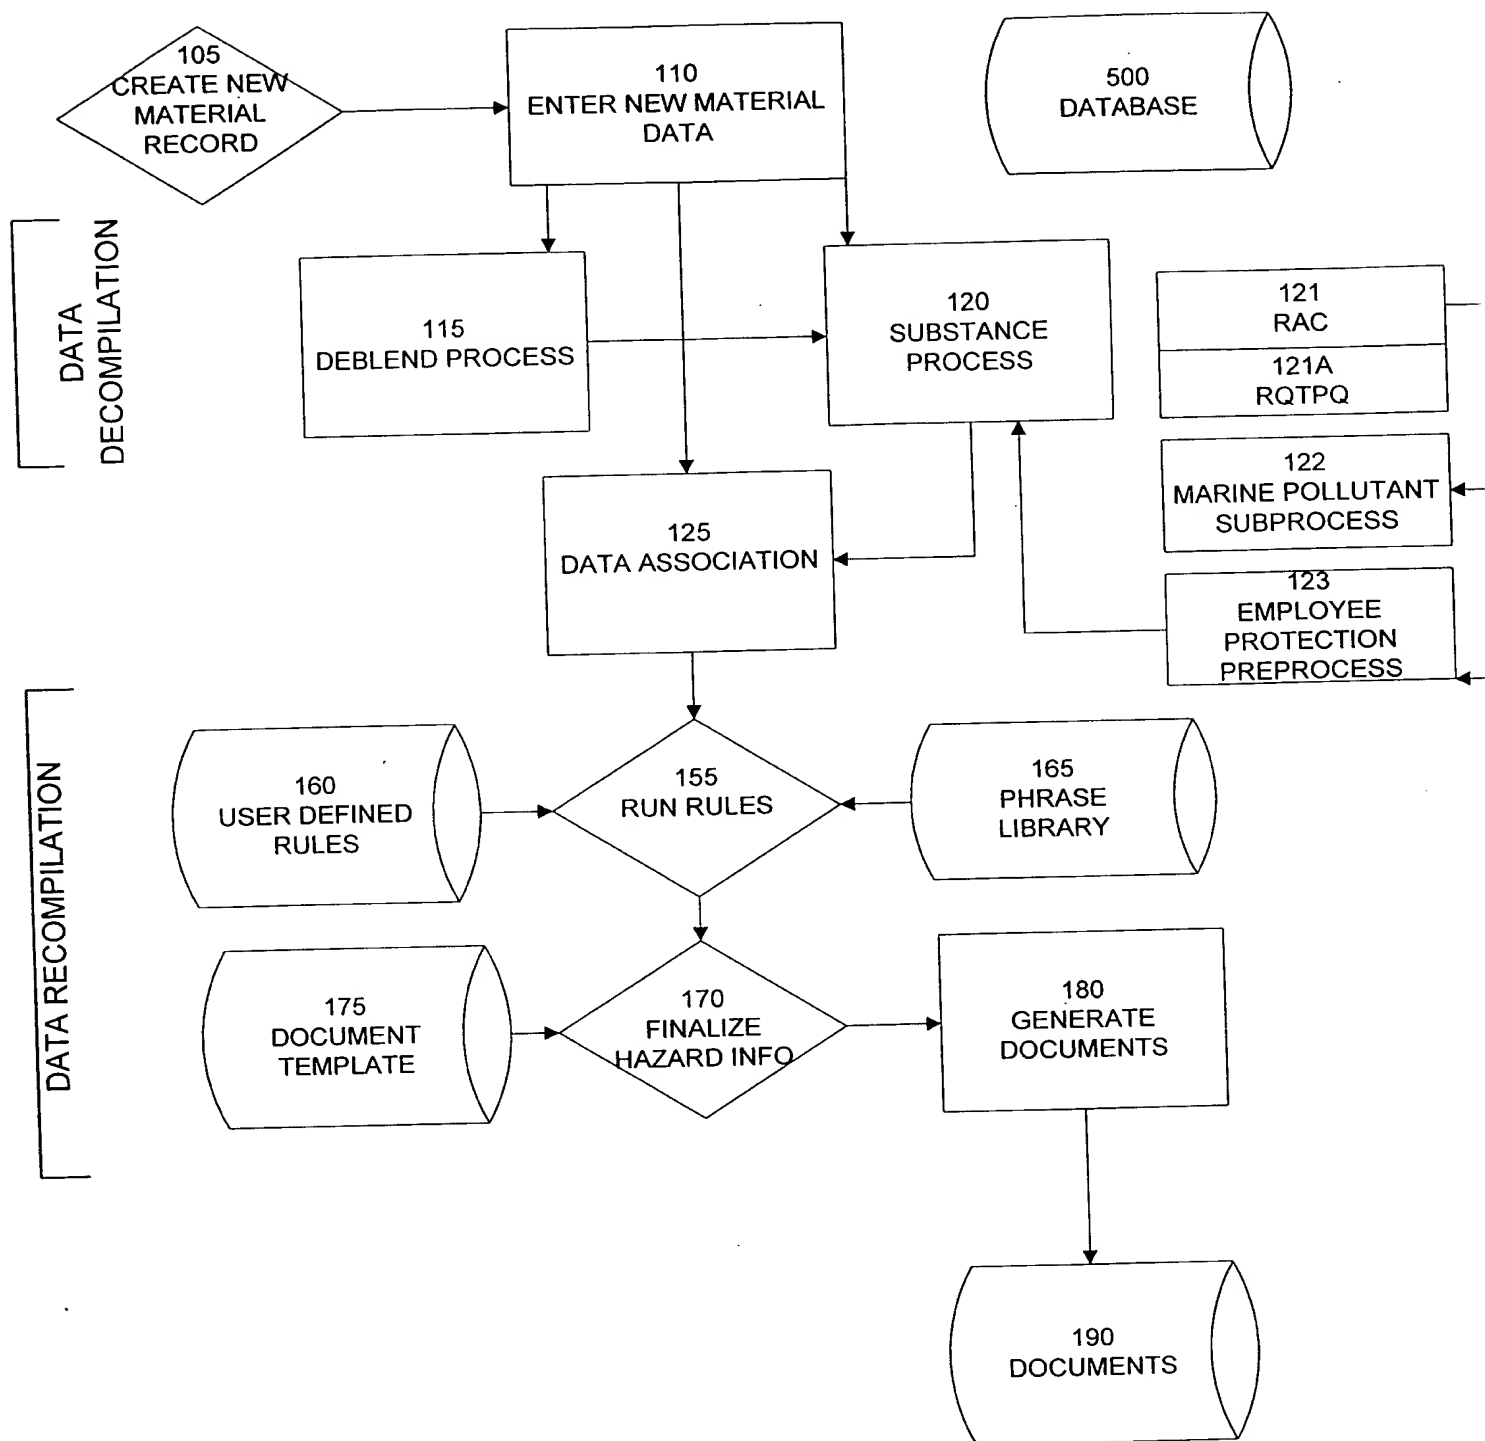 105
CREATE NEW
MATERIAL
RECORD
110
ENTER NEW MATERIAL
DATA
500
DATABASE
DATA
DECOMPILATION
115
DEBLEND PROCESS
120
SUBSTANCE
PROCESS
121
RAC
121A
RQTPQ
122
MARINE POLLUTANT
SUBPROCESS
125
DATA ASSOCIATION
123
EMPLOYEE
PROTECTION
PREPROCESS
DATA RECOMPILATION
160
USER DEFINED
RULES
155
RUN RULES
165
PHRASE
LIBRARY
175
DOCUMENT
TEMPLATE
170
FINALIZE
HAZARD INFO
180
GENERATE
DOCUMENTS
190
DOCUMENTS